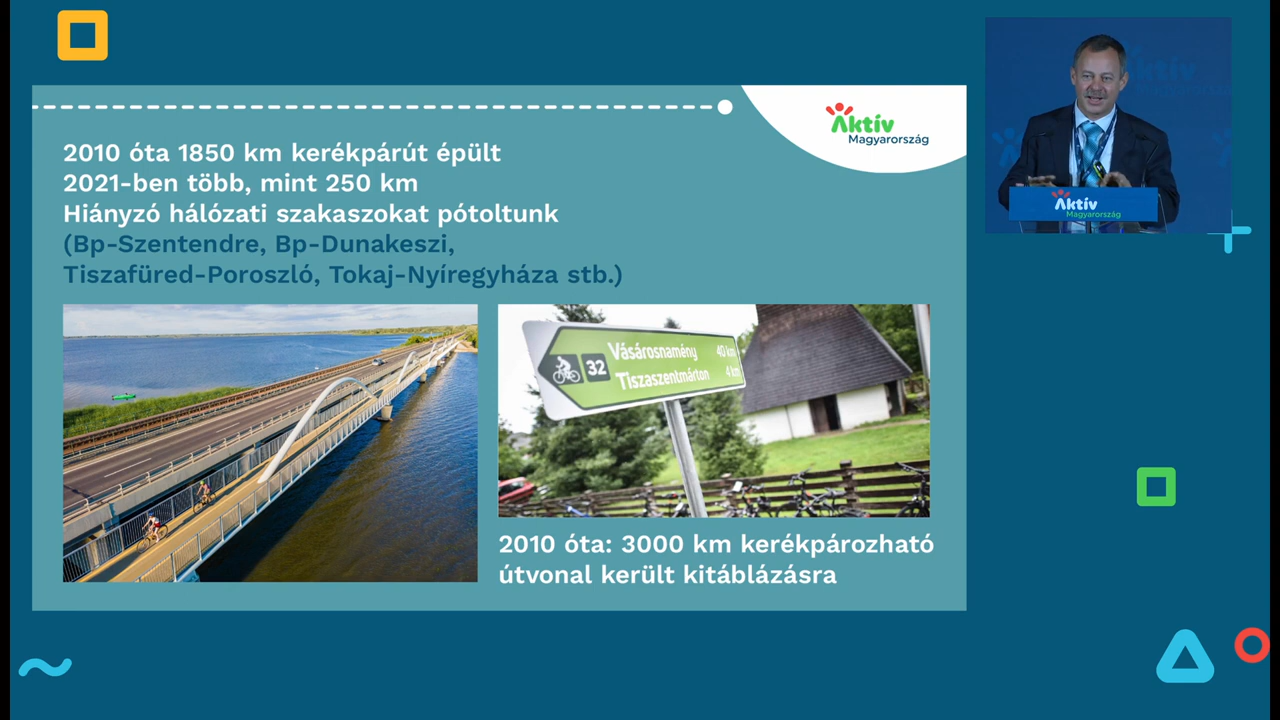 Aktív
Magyarország
2010 óta 1850 km kerékpárút épült
2021-ben több, mint 250 km
Hiányzó hálózati szakaszokat pótoltunk
(Bp-Szentendre, Bp-Dunakeszi,
Tiszafüred-Poroszló, Tokaj-Nyíregyháza stb.)
32
Vásárosnamény 40 km
Tiszaszentmárton 4 km
2010 óta: 3000 km kerékpározható
útvonal került kitáblázásra
Aktív
Magyarország